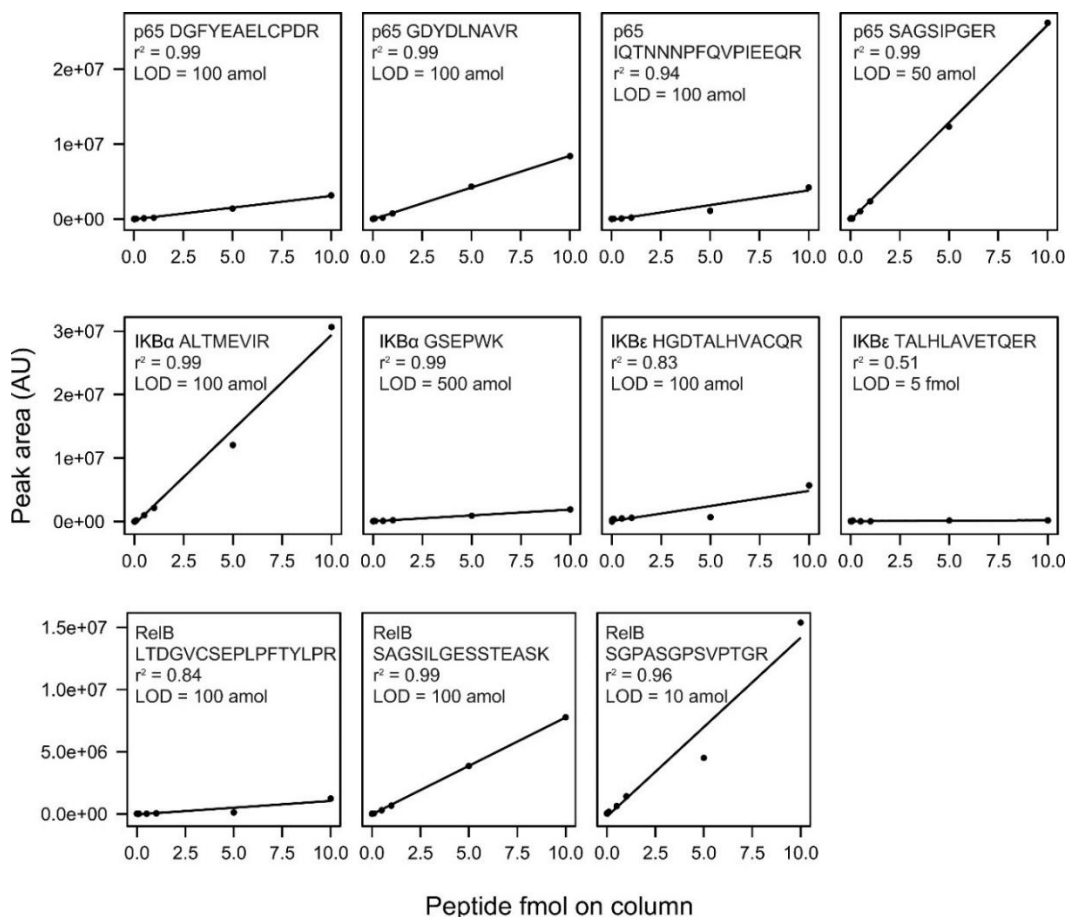 p65 DGFYEAELCPDR
r² = 0.99
LOD = 100 amol
p65 GDYDLNAVR
r² = 0.99
LOD = 100 amol
p65
IQTNNNPFQVPIEEQR
r² = 0.94
LOD = 100 amol
p65 SAGSIPGER
r² = 0.99
LOD = 50 amol
2e+07
1e+07
0e+00
0.0 2.5 5.0 7.5 10.0
0.0 2.5 5.0 7.5 10.0
0.0 2.5 5.0 7.5 10.0
0.0 2.5 5.0 7.5 10.0
Peak area (AU)
IKBα ALTMEVIR
r² = 0.99
LOD = 100 amol
IKBα GSEPWK
r² = 0.99
LOD = 500 amol
IKBε HGDTALHVACQR
r² = 0.83
LOD = 100 amol
IKBε TALHLAVETQER
r² = 0.51
LOD = 5 fmol
3e+07
2e+07
1e+07
0e+00
0.0 2.5 5.0 7.5 10.0
0.0 2.5 5.0 7.5 10.0
0.0 2.5 5.0 7.5 10.0
0.0 2.5 5.0 7.5 10.0
RelB
LTDGVCSEPLPFTYLPR
r² = 0.84
LOD = 100 amol
RelB
SAGSILGESSTEASK
r² = 0.99
LOD = 100 amol
RelB
SGPASGPSVPTGR
r² = 0.96
LOD = 10 amol
1.5e+07
1.0e+07
5.0e+06
0.0e+00
0.0 2.5 5.0 7.5 10.0
0.0 2.5 5.0 7.5 10.0
0.0 2.5 5.0 7.5 10.0
Peptide fmol on column